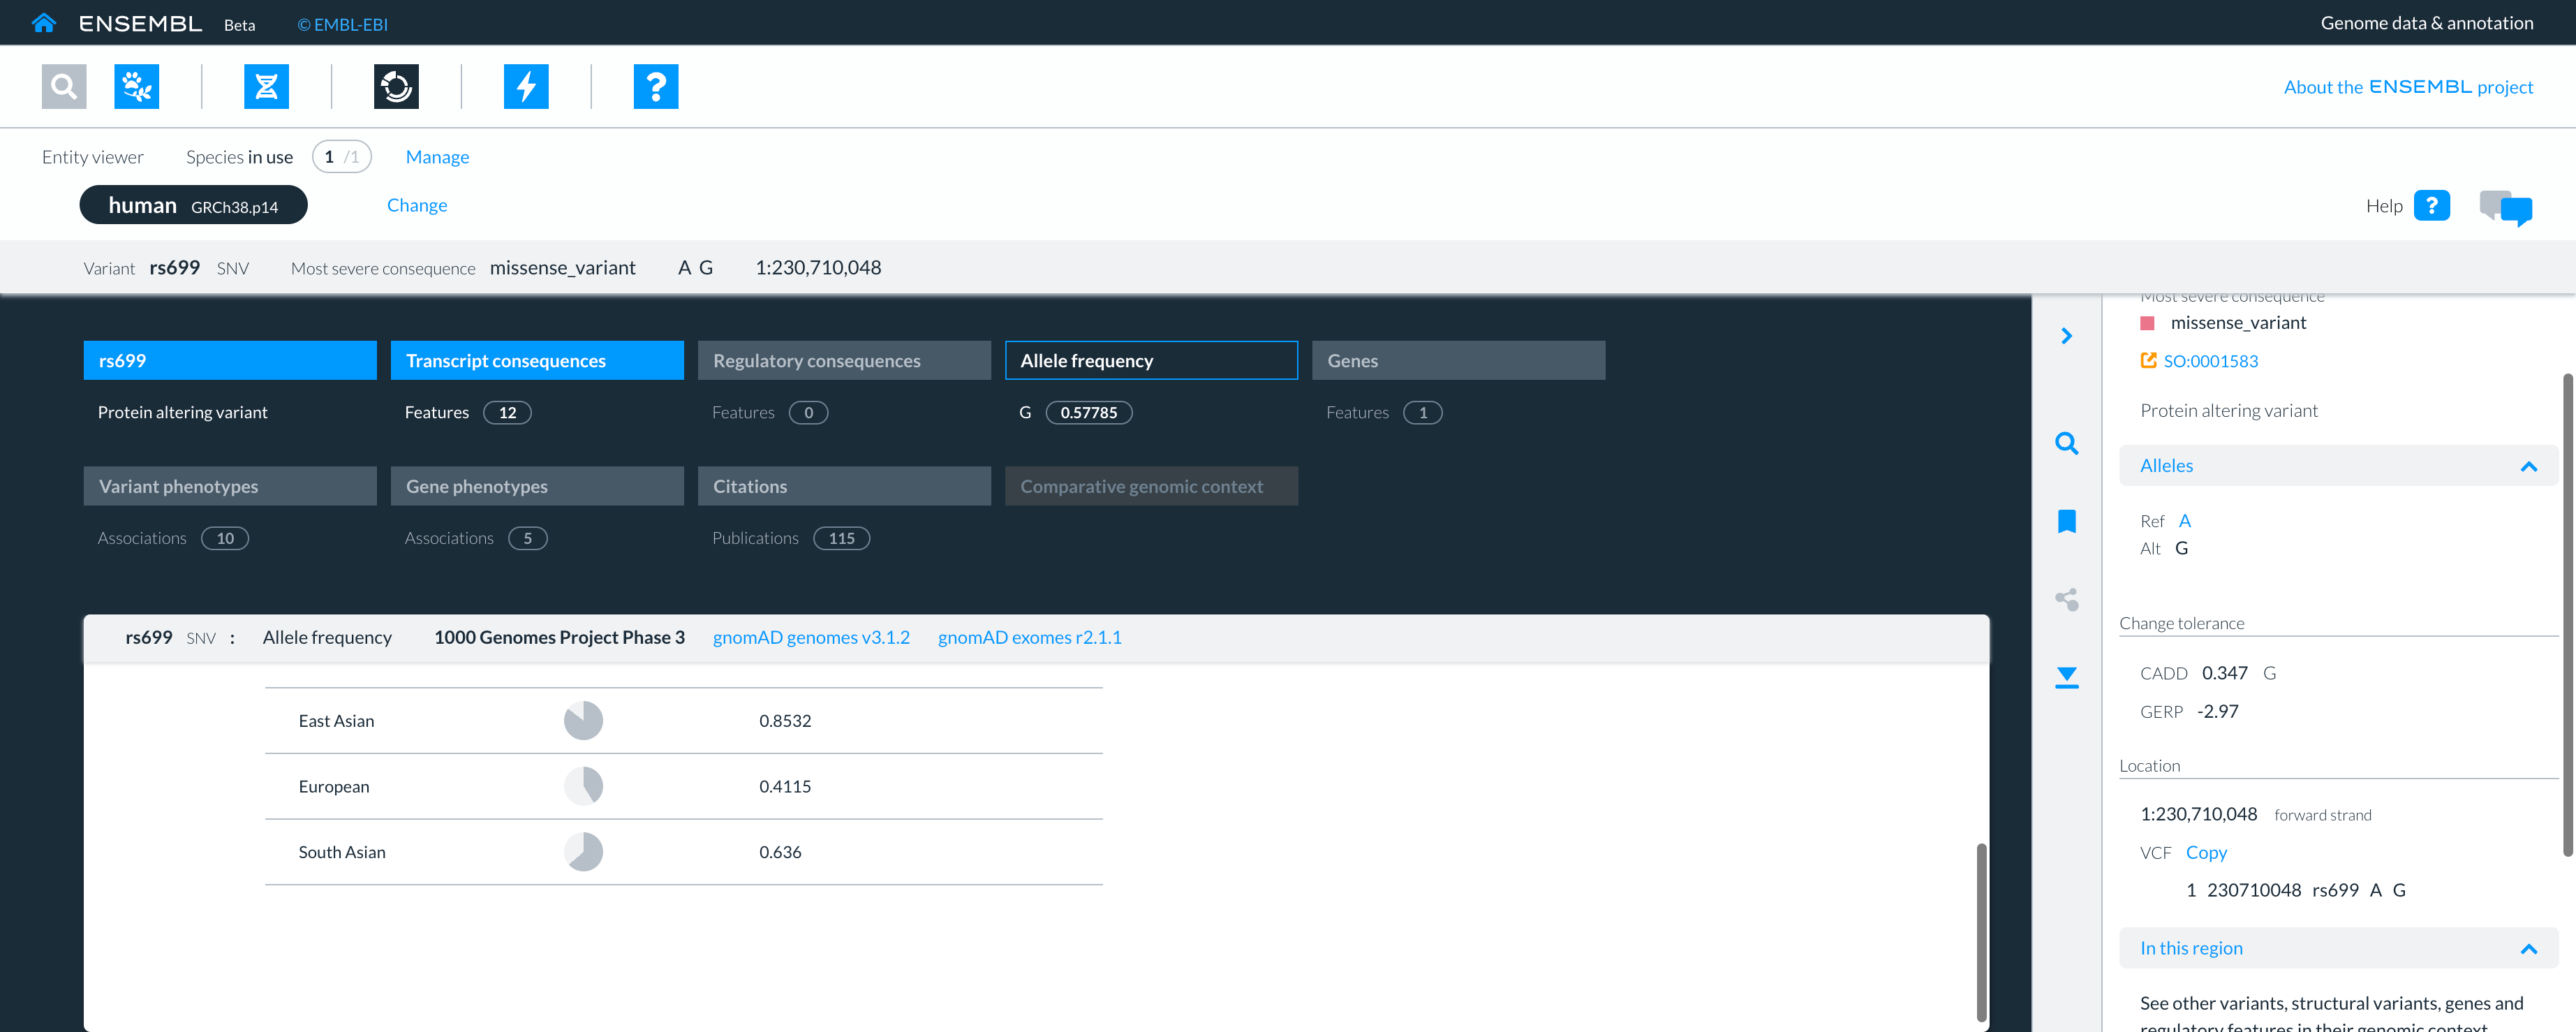 ENSEMBL Beta © EMBL-EBI Genome data & annotation
About the ENSEMBL project
Entity viewer Species in use 1 /1 Manage
human GRCh38.p14 Change Help ?
Variant rs699 SNV Most severe consequence missense_variant A G 1:230,710,048
rs699 Transcript consequences Regulatory consequences Allele frequency Genes
Protein altering variant Features 12 Features 0 G 0.57785 Features 1
Variant phenotypes Gene phenotypes Citations Comparative genomic context
Associations 10 Associations 5 Publications 115
rs699 SNV : Allele frequency 1000 Genomes Project Phase 3 gnomAD genomes v3.1.2 gnomAD exomes r2.1.1
East Asian 0.8532
European 0.4115
South Asian 0.636
Most severe consequence
missense_variant
SO:0001583
Protein altering variant
Alleles
Ref A
Alt G
Change tolerance
CADD 0.347 G
GERP -2.97
Location
1:230,710,048 forward strand
VCF Copy
1 230710048 rs699 A G
In this region
See other variants, structural variants, genes and
regulatory features in their genomic context